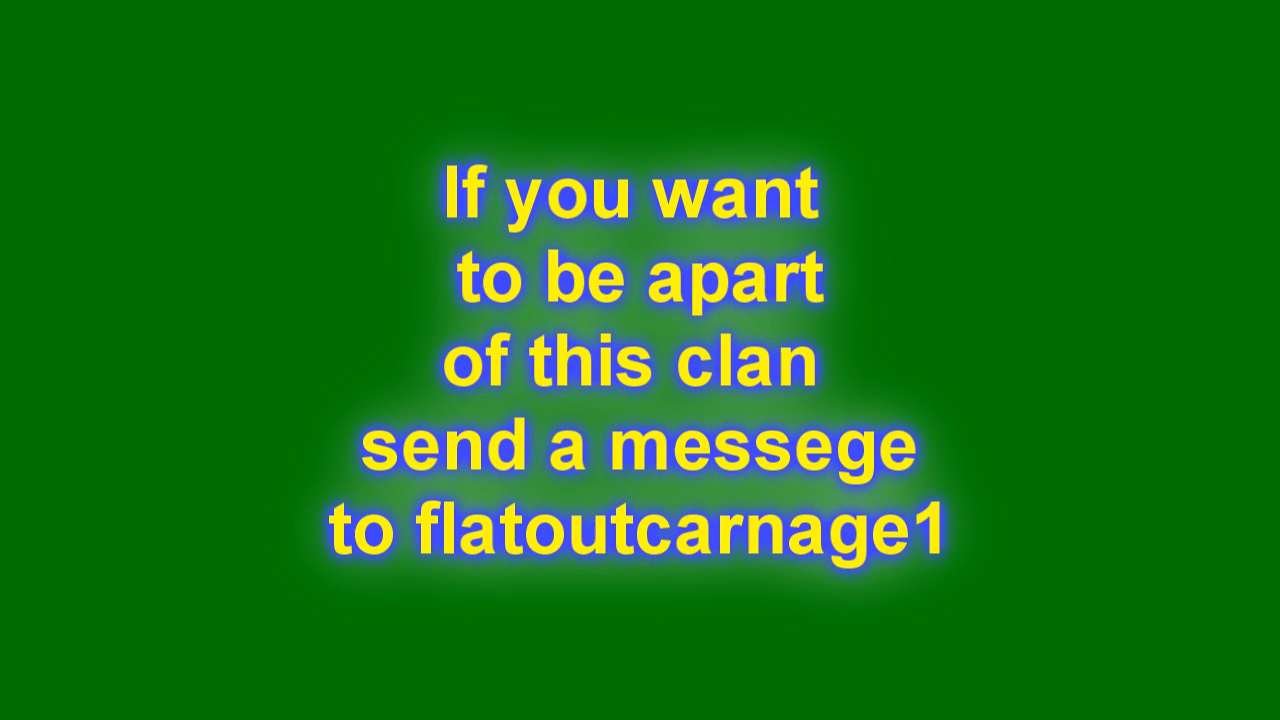 If you want
to be apart
of this clan
send a messege
to flatoutcarnage1